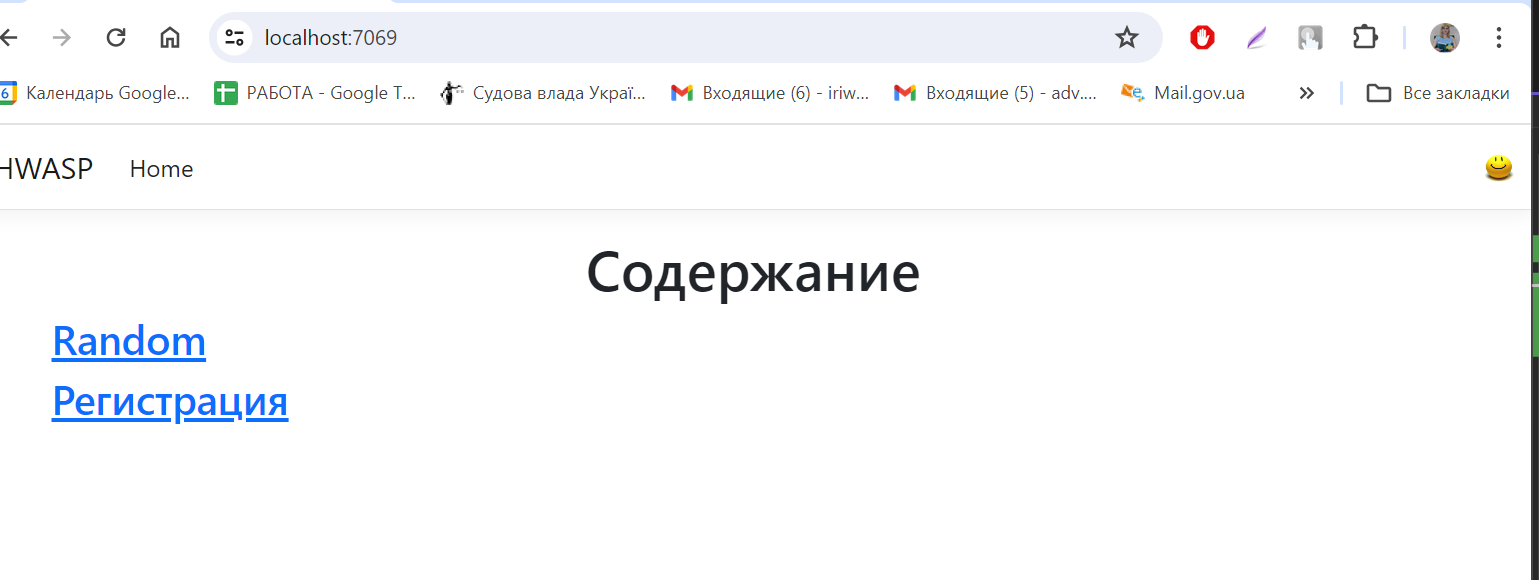 localhost:7069
6 Календарь Google... РАБОТА - Google Т... Судова влада Украї... Входящие (6) - iriw... Входящие (5) - adv.... Mail.gov.ua » Все закладки
HWASP Home
Содержание
Random
Регистрация